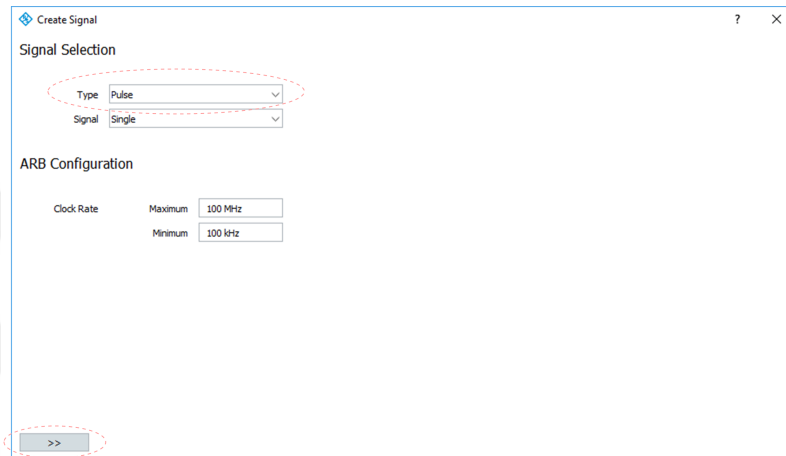 Create Signal ?
Signal Selection
Type Pulse
Signal Single
ARB Configuration
Clock Rate Maximum 100 MHz
Minimum 100 kHz
>>